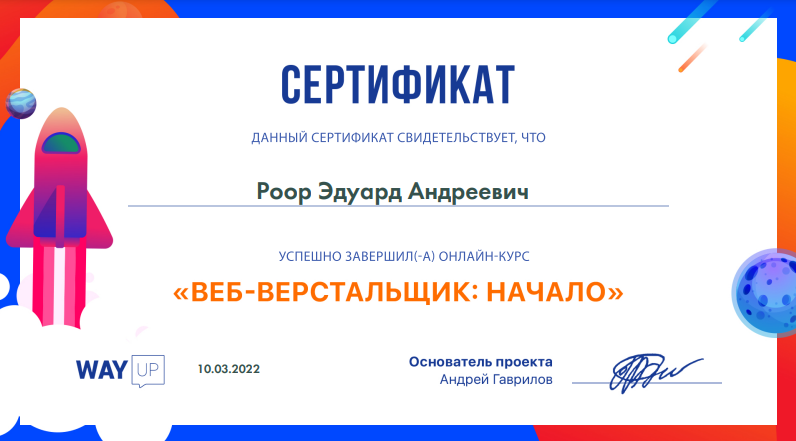 СЕРТИФИКАТ
ДАННЫЙ СЕРТИФИКАТ СВИДЕТЕЛЬСТВУЕТ, ЧТО
Роор Эдуард Андреевич
УСПЕШНО ЗАВЕРШИЛ(-А) ОНЛАЙН-КУРС
«ВЕБ-ВЕРСТАЛЬЩИК: НАЧАЛО»
WAY UP
10.03.2022
Основатель проекта
Андрей Гаврилов